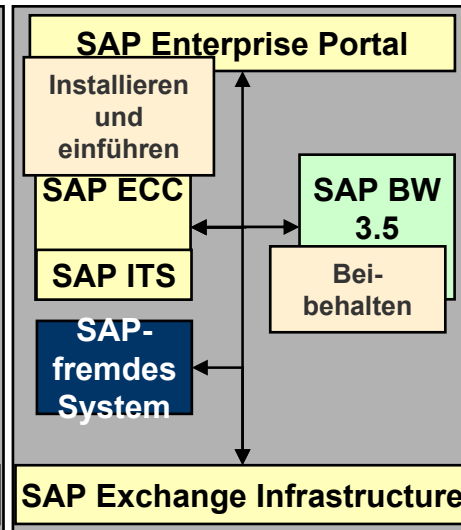 SAP Enterprise Portal
Installieren
und
einführen
SAP ECC
SAP BW
3.5
SAP ITS
Bei-
behalten
SAP-
fremdes
System
SAP Exchange Infrastructure